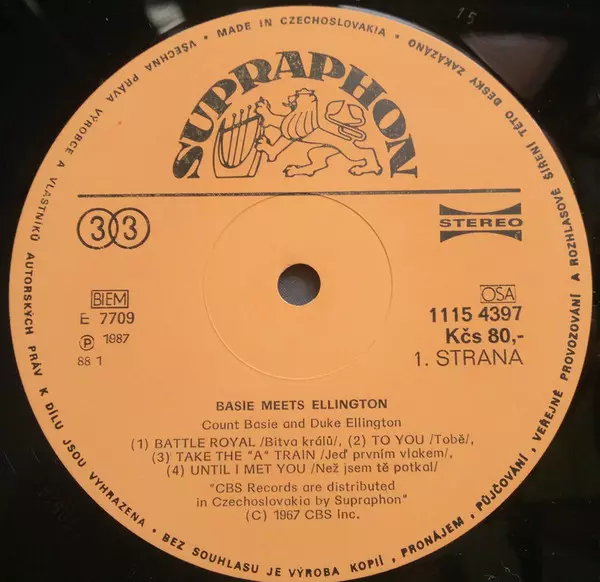 15
• MADE IN CZECHOSLOVAKIA •
VŠECHNA PRÁVA VÝROBCE A VLASTNÍKŮ AUTORSKÝCH PRÁV K DÍLU JSOU VYHRAZENA • BEZ SOUHLASU JE VÝROBA KOPIÍ, PRONÁJEM, PŮJČOVÁNÍ, VEŘEJNÉ PROVOZOVÁNÍ A ROZHLASOVÉ ŠÍŘENÍ TÉTO DESKY ZAKÁZÁNO
SUPRAPHON
33
STEREO
BIEM
E 7709
Ⓟ 1987
88 1
OSA
1115 4397
Kčs 80,-
1. STRANA
BASIE MEETS ELLINGTON
Count Basie and Duke Ellington
(1) BATTLE ROYAL /Bitva králů/, (2) TO YOU /Tobě/,
(3) TAKE THE "A" TRAIN /Jeď prvním vlakem/,
(4) UNTIL I MET YOU /Než jsem tě potkal/
"CBS Records are distributed
in Czechoslovakia by Supraphon"
(C) 1967 CBS Inc.